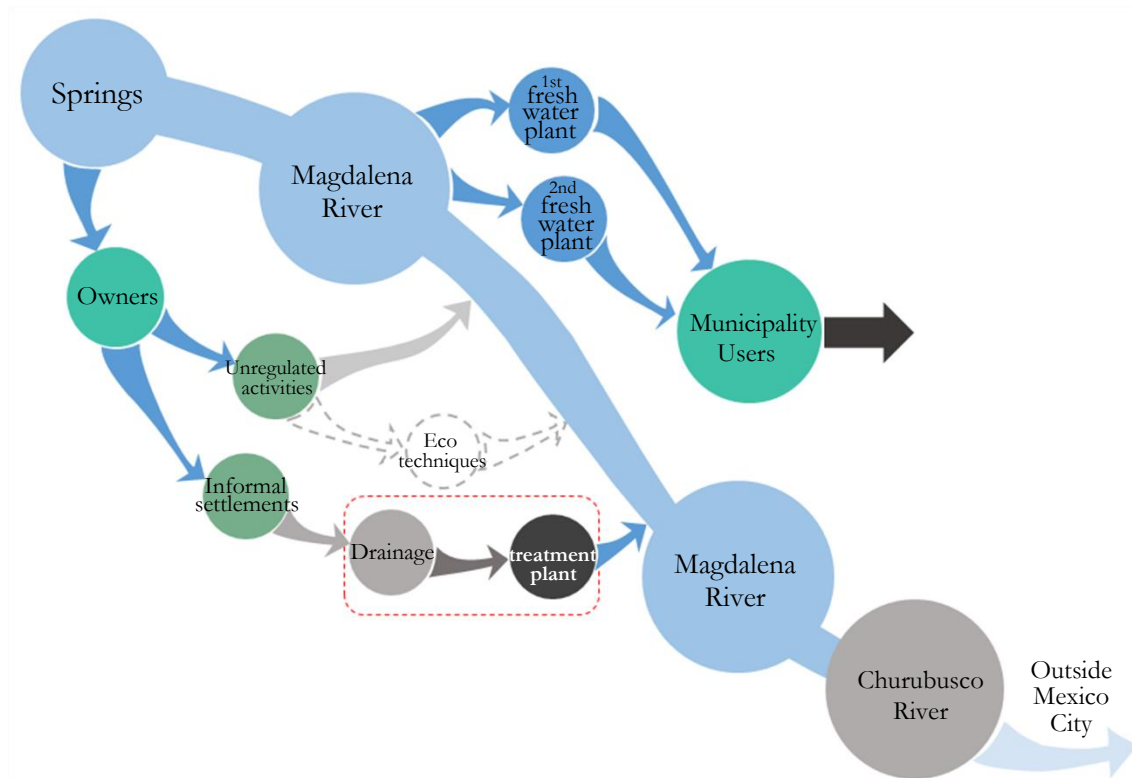 Springs
Magdalena
River
1st
fresh
water
plant
2nd
fresh
water
plant
Owners
Municipality
Users
Unregulated
activities
Eco
techniques
Informal
settlements
Drainage
treatment
plant
Magdalena
River
Churubusco
River
Outside
Mexico
City